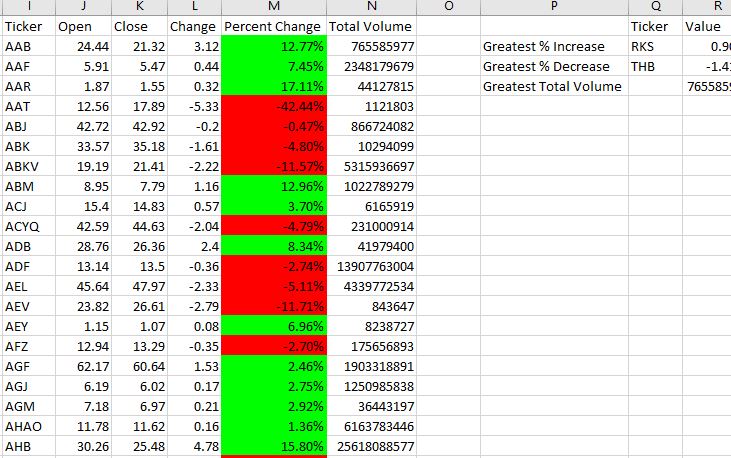 I J K L M N O P Q R
Ticker Open Close Change Percent Change Total Volume Ticker Value
AAB 24.44 21.32 3.12 12.77% 765585977 Greatest % Increase RKS 0.90
AAF 5.91 5.47 0.44 7.45% 2348179679 Greatest % Decrease THB -1.41
AAR 1.87 1.55 0.32 17.11% 44127815 Greatest Total Volume 7655859
AAT 12.56 17.89 -5.33 -42.44% 1121803
ABJ 42.72 42.92 -0.2 -0.47% 866724082
ABK 33.57 35.18 -1.61 -4.80% 10294099
ABKV 19.19 21.41 -2.22 -11.57% 5315936697
ABM 8.95 7.79 1.16 12.96% 1022789279
ACJ 15.4 14.83 0.57 3.70% 6165919
ACYQ 42.59 44.63 -2.04 -4.79% 231000914
ADB 28.76 26.36 2.4 8.34% 41979400
ADF 13.14 13.5 -0.36 -2.74% 13907763004
AEL 45.64 47.97 -2.33 -5.11% 4339772534
AEV 23.82 26.61 -2.79 -11.71% 843647
AEY 1.15 1.07 0.08 6.96% 8238727
AFZ 12.94 13.29 -0.35 -2.70% 175656893
AGF 62.17 60.64 1.53 2.46% 1903318891
AGJ 6.19 6.02 0.17 2.75% 1250985838
AGM 7.18 6.97 0.21 2.92% 36443197
AHAO 11.78 11.62 0.16 1.36% 6163783446
AHB 30.26 25.48 4.78 15.80% 25618088577